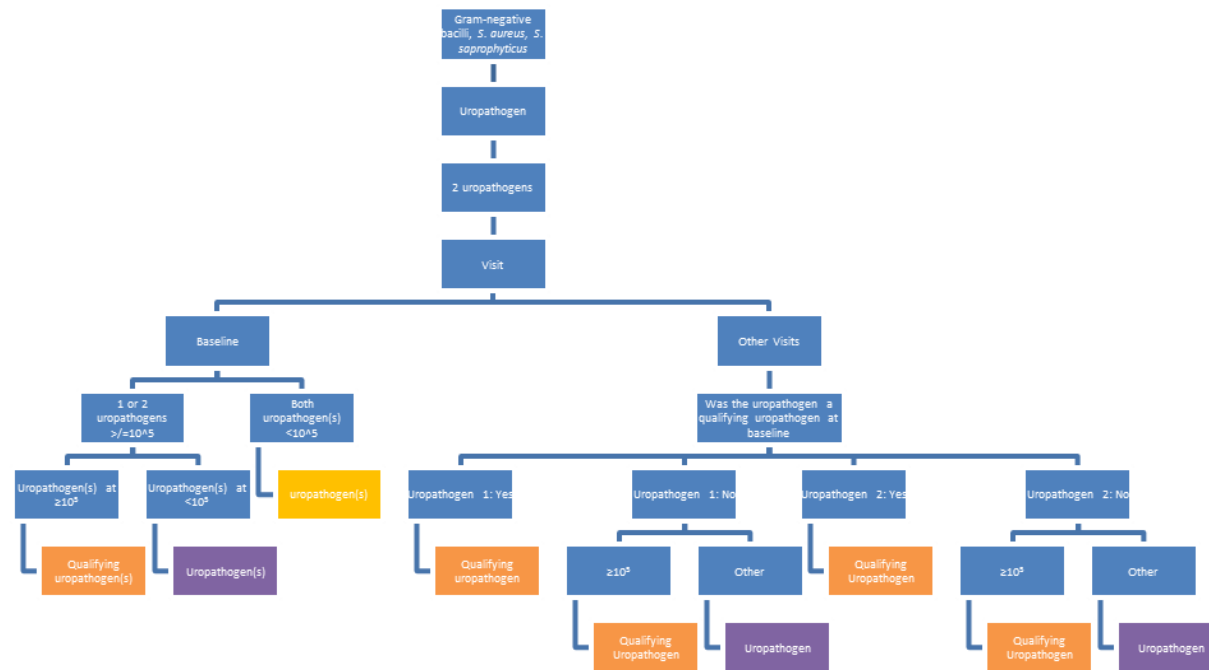 Gram-negative
bacilli, S. aureus, S.
saprophyticus
Uropathogen
2 uropathogens
Visit
Baseline
Other Visits
1 or 2
uropathogens
>/=10^5
Both
uropathogen(s)
<10^5
Was the uropathogen a
qualifying uropathogen at
baseline
Uropathogen(s) at
≥10⁵
Uropathogen(s) at
<10⁵
uropathogen(s)
Uropathogen 1: Yes
Uropathogen 1: No
Uropathogen 2: Yes
Uropathogen 2: No
Qualifying
uropathogen(s)
Uropathogen(s)
Qualifying
uropathogen
≥10⁵
Other
Qualifying
Uropathogen
≥10⁵
Other
Qualifying
Uropathogen
Uropathogen
Qualifying
Uropathogen
Uropathogen